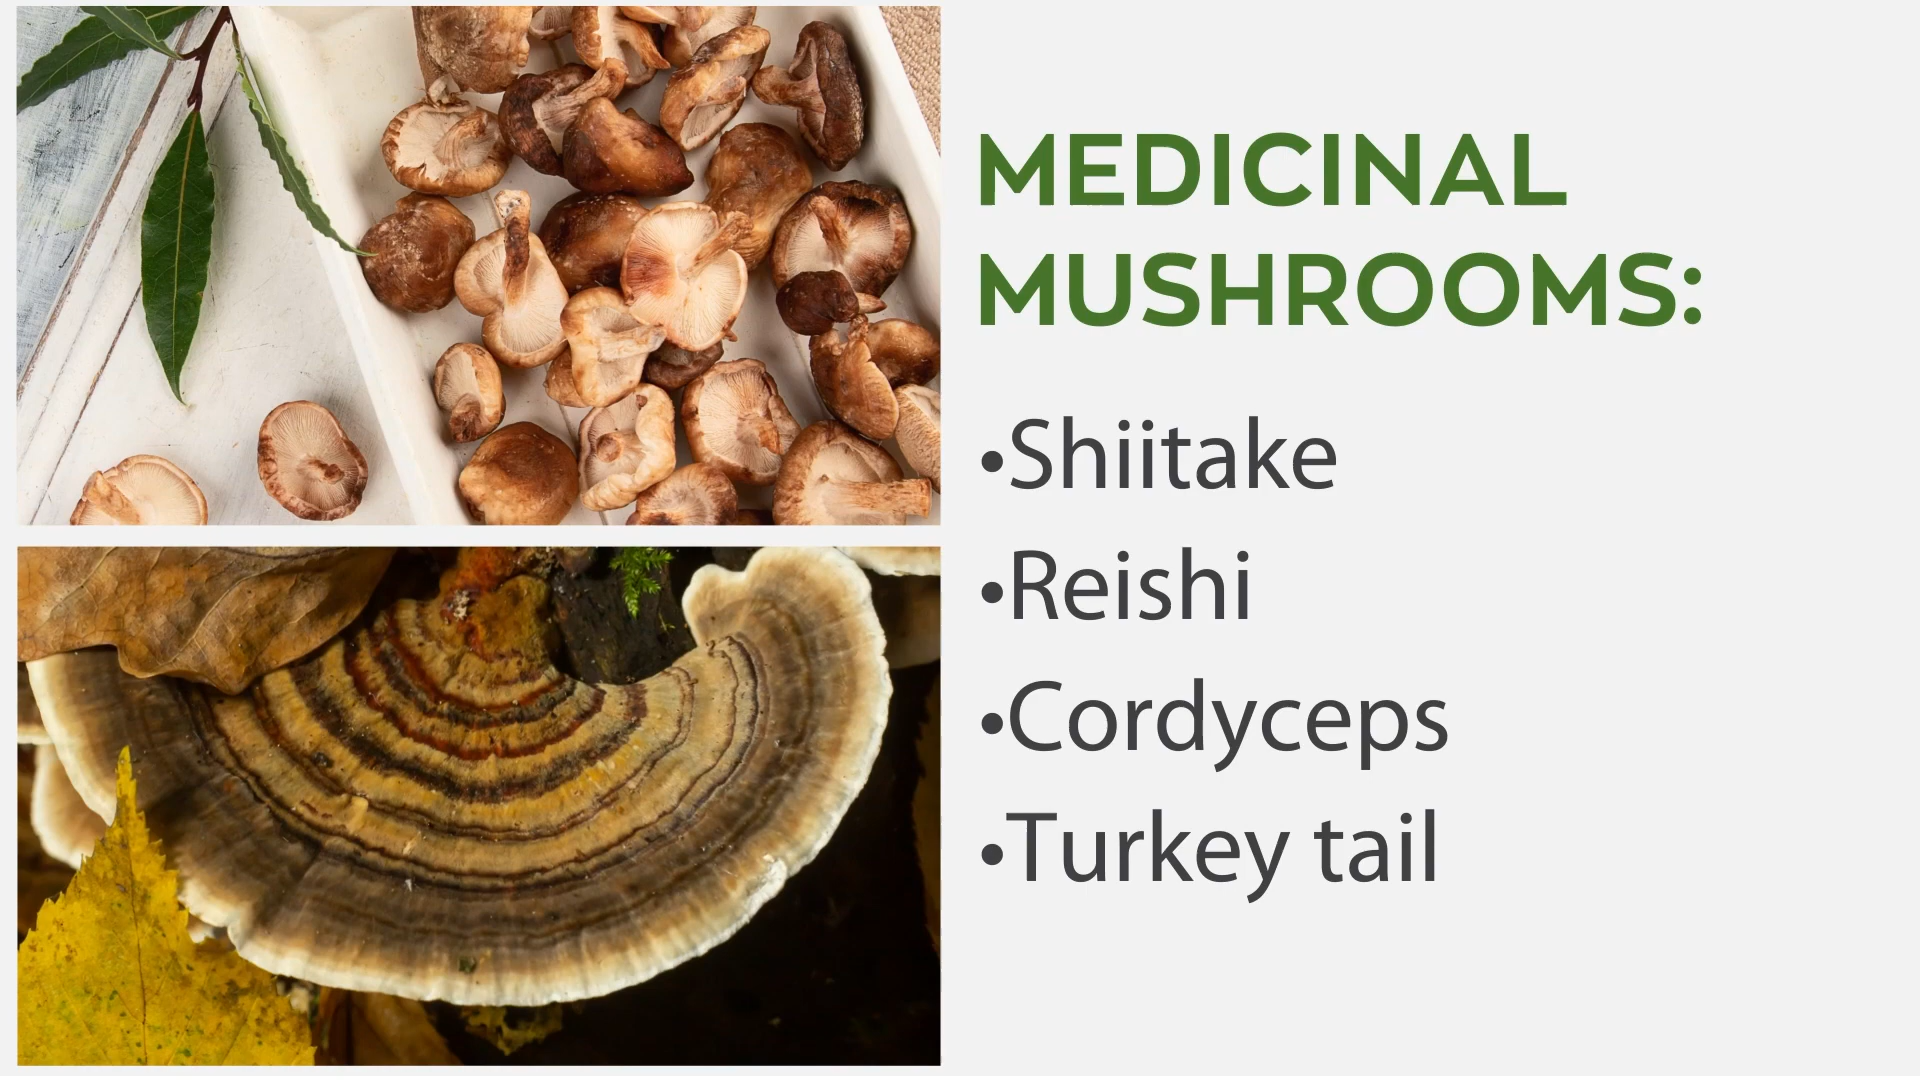 MEDICINAL
MUSHROOMS:
•Shiitake
•Reishi
•Cordyceps
•Turkey tail